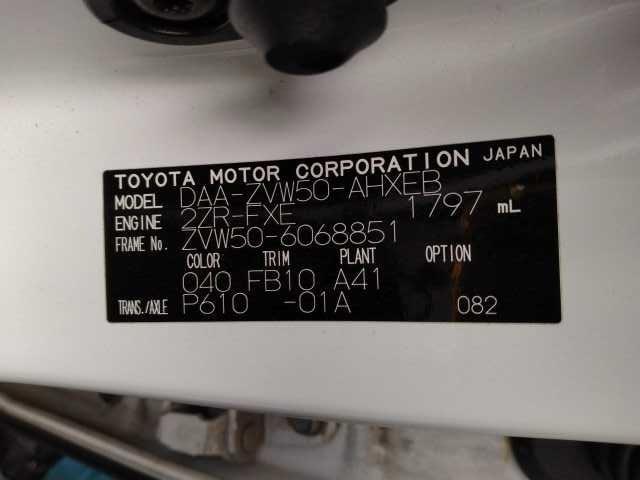 TOYOTA MOTOR CORPORATION JAPAN
MODEL DAA-ZVW50-AHXEB
ENGINE 2ZR-FXE 1797 mL
FRAME No. ZVW50-6068851
COLOR TRIM PLANT OPTION
040 FB10 A41
TRANS./AXLE P610 -01A 082